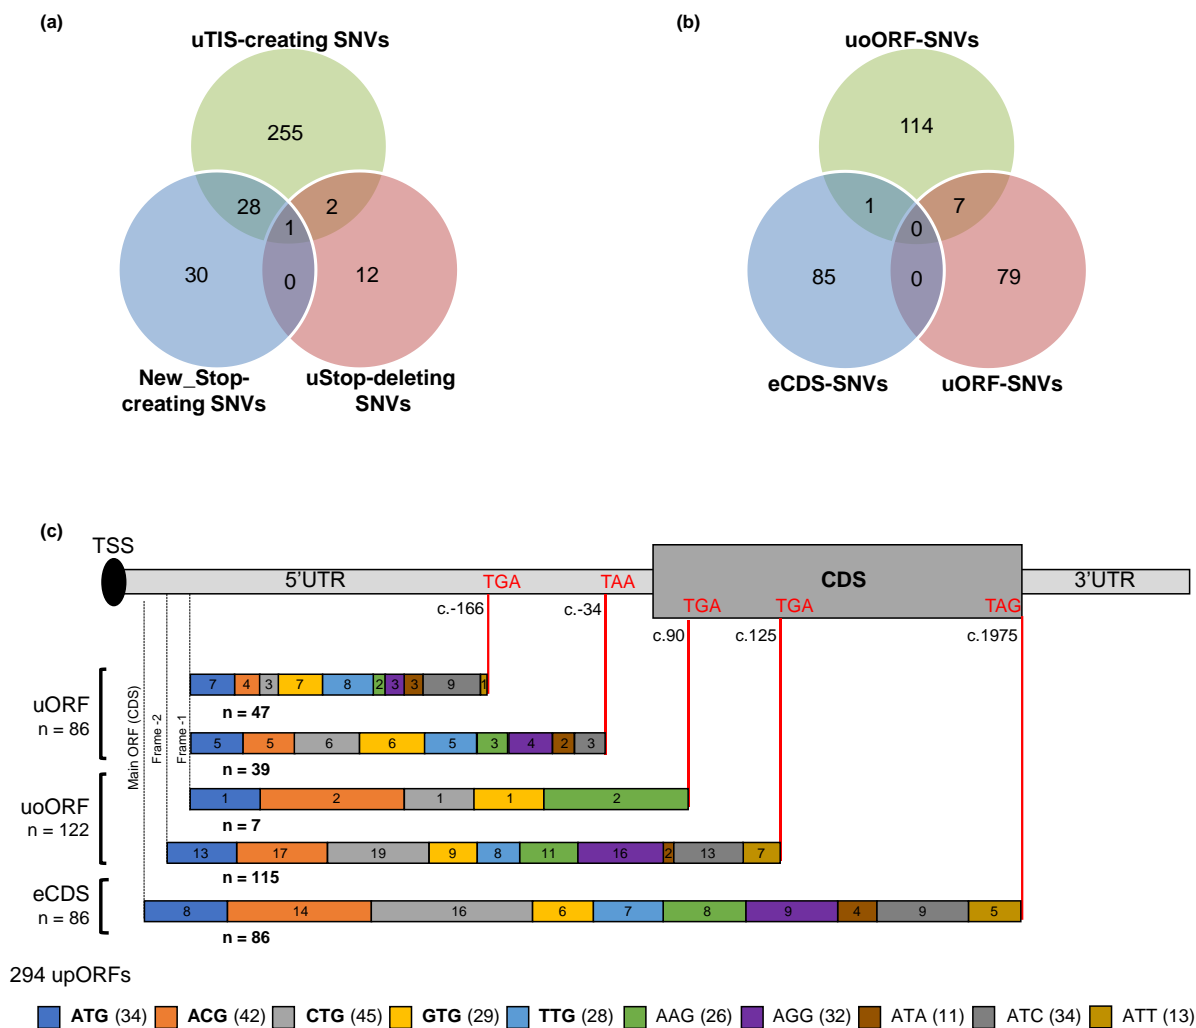 (a)
uTIS-creating SNVs
255
28
2
1
30
0
12
New_Stop-
creating SNVs
uStop-deleting
SNVs
(b)
uoORF-SNVs
114
1
7
0
85
0
79
eCDS-SNVs
uORF-SNVs
(c)
TSS
5'UTR
TGA
TAA
CDS
3'UTR
TGA
TGA
TAG
c.-166
c.-34
c.90
c.125
c.1975
Main ORF (CDS)
Frame -2
Frame -1
uORF
n = 86
7 4 3 7 8 2 3 3 9 1
n = 47
5 5 6 6 5 3 4 2 3
n = 39
uoORF
n = 122
1 2 1 1 2
n = 7
13 17 19 9 8 11 16 2 13 7
n = 115
eCDS
n = 86
8 14 16 6 7 8 9 4 9 5
n = 86
294 upORFs
ATG (34) ACG (42) CTG (45) GTG (29) TTG (28) AAG (26) AGG (32) ATA (11) ATC (34) ATT (13)